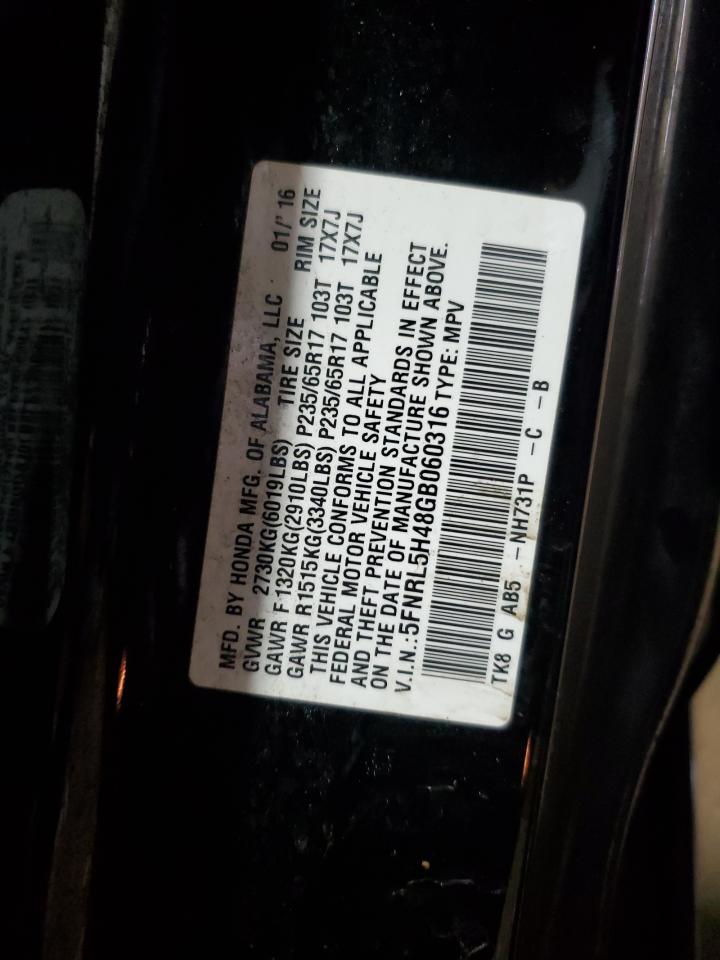 MFD. BY HONDA MFG. OF ALABAMA, LLC 01/' 16
GVWR 2730KG(6019LBS) TIRE SIZE RIM SIZE
GAWR F1320KG(2910LBS) P235/65R17 103T 17X7J
GAWR R1515KG(3340LBS) P235/65R17 103T 17X7J
THIS VEHICLE CONFORMS TO ALL APPLICABLE
FEDERAL MOTOR VEHICLE SAFETY
AND THEFT PREVENTION STANDARDS IN EFFECT
ON THE DATE OF MANUFACTURE SHOWN ABOVE.
V.I.N.:5FNRL5H48GB060316 TYPE: MPV
TK8 G AB5 -NH731P -C -B